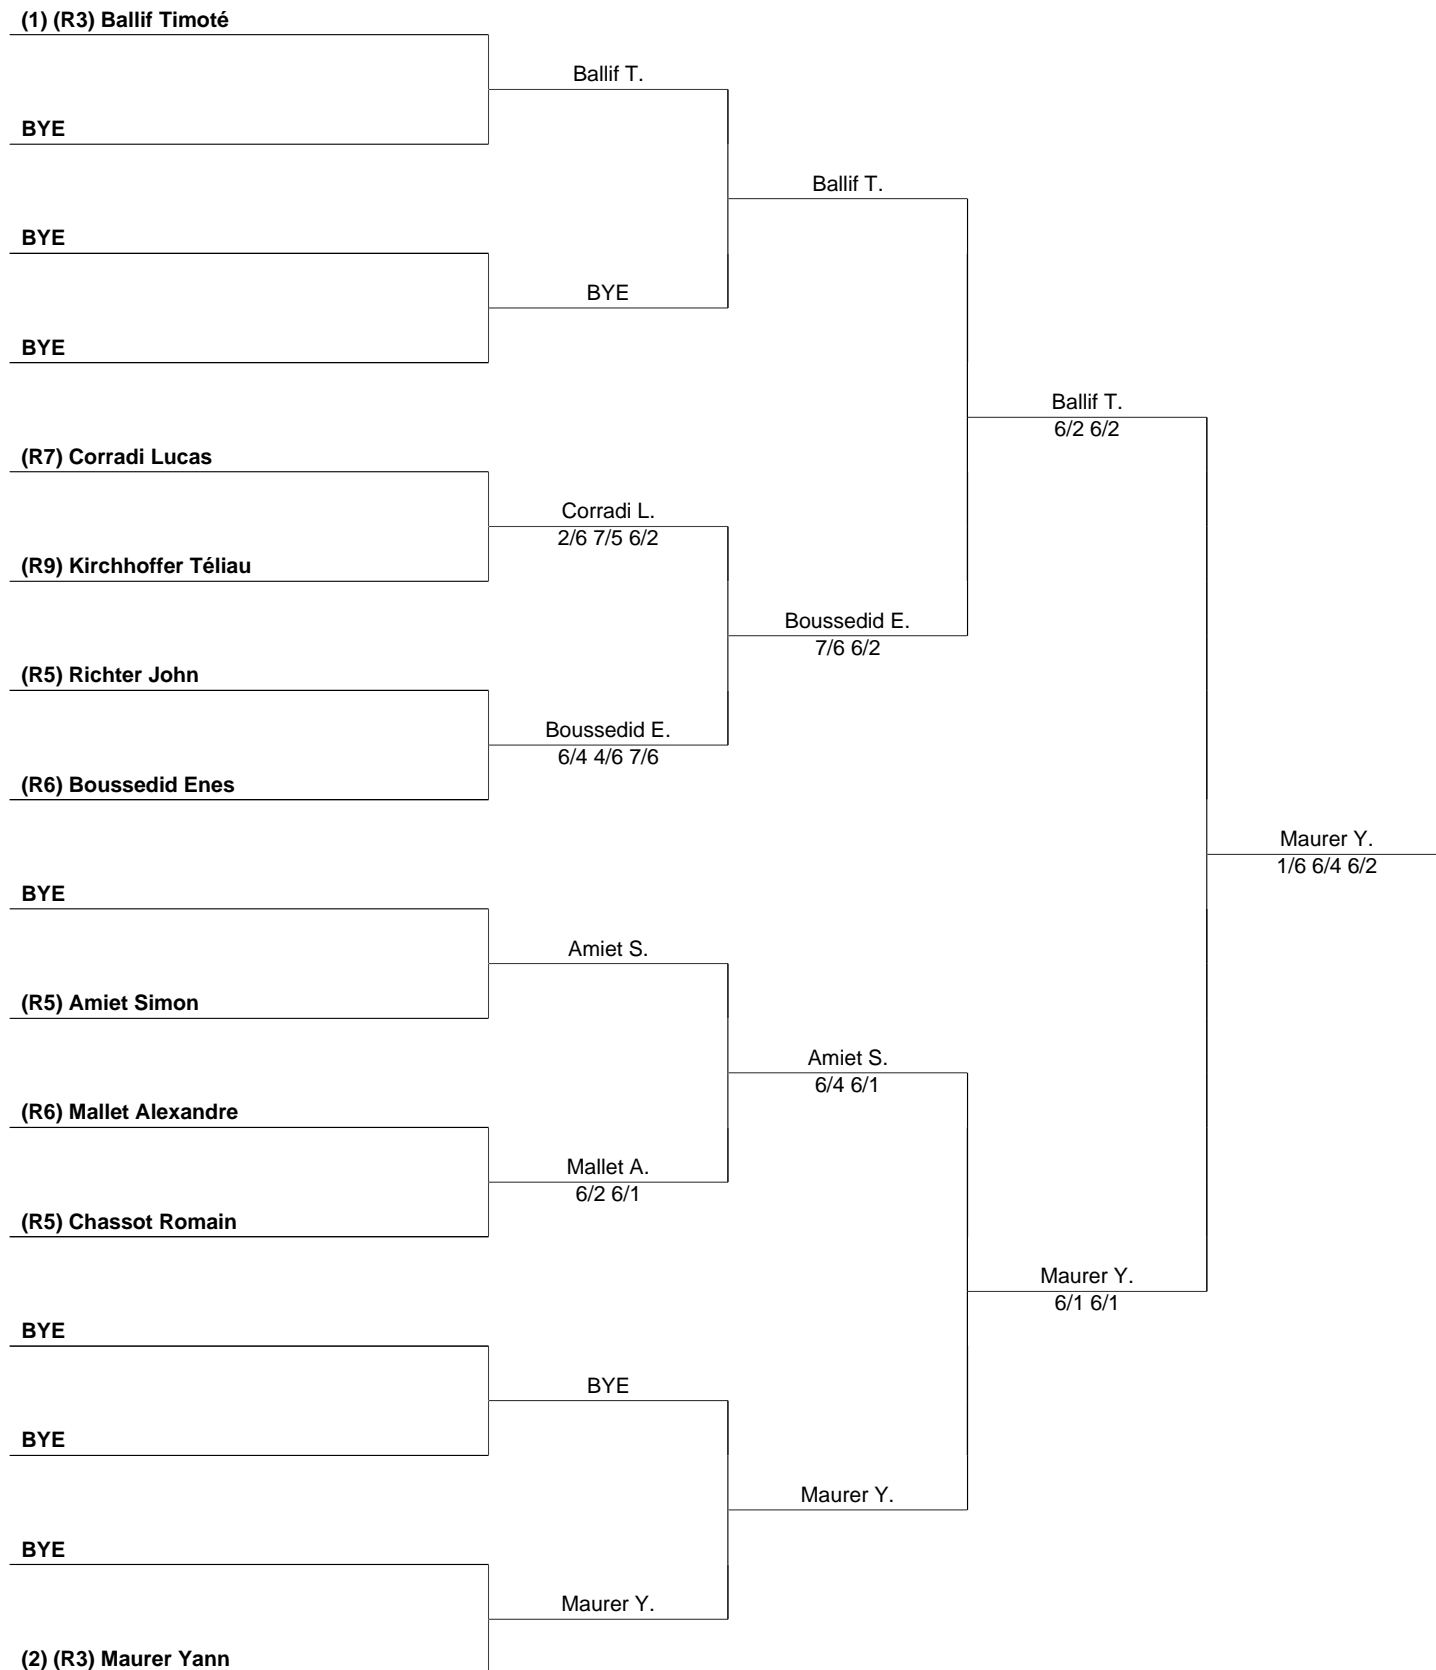 (1) (R3) Ballif Timoté
Ballif T.
BYE
Ballif T.
BYE
BYE
BYE
Ballif T.
6/2 6/2
(R7) Corradi Lucas
Corradi L.
2/6 7/5 6/2
(R9) Kirchhoffer Téliau
Boussedid E.
7/6 6/2
(R5) Richter John
Boussedid E.
6/4 4/6 7/6
(R6) Boussedid Enes
Maurer Y.
1/6 6/4 6/2
BYE
Amiet S.
(R5) Amiet Simon
Amiet S.
6/4 6/1
(R6) Mallet Alexandre
Mallet A.
6/2 6/1
(R5) Chassot Romain
Maurer Y.
6/1 6/1
BYE
BYE
BYE
Maurer Y.
BYE
Maurer Y.
(2) (R3) Maurer Yann